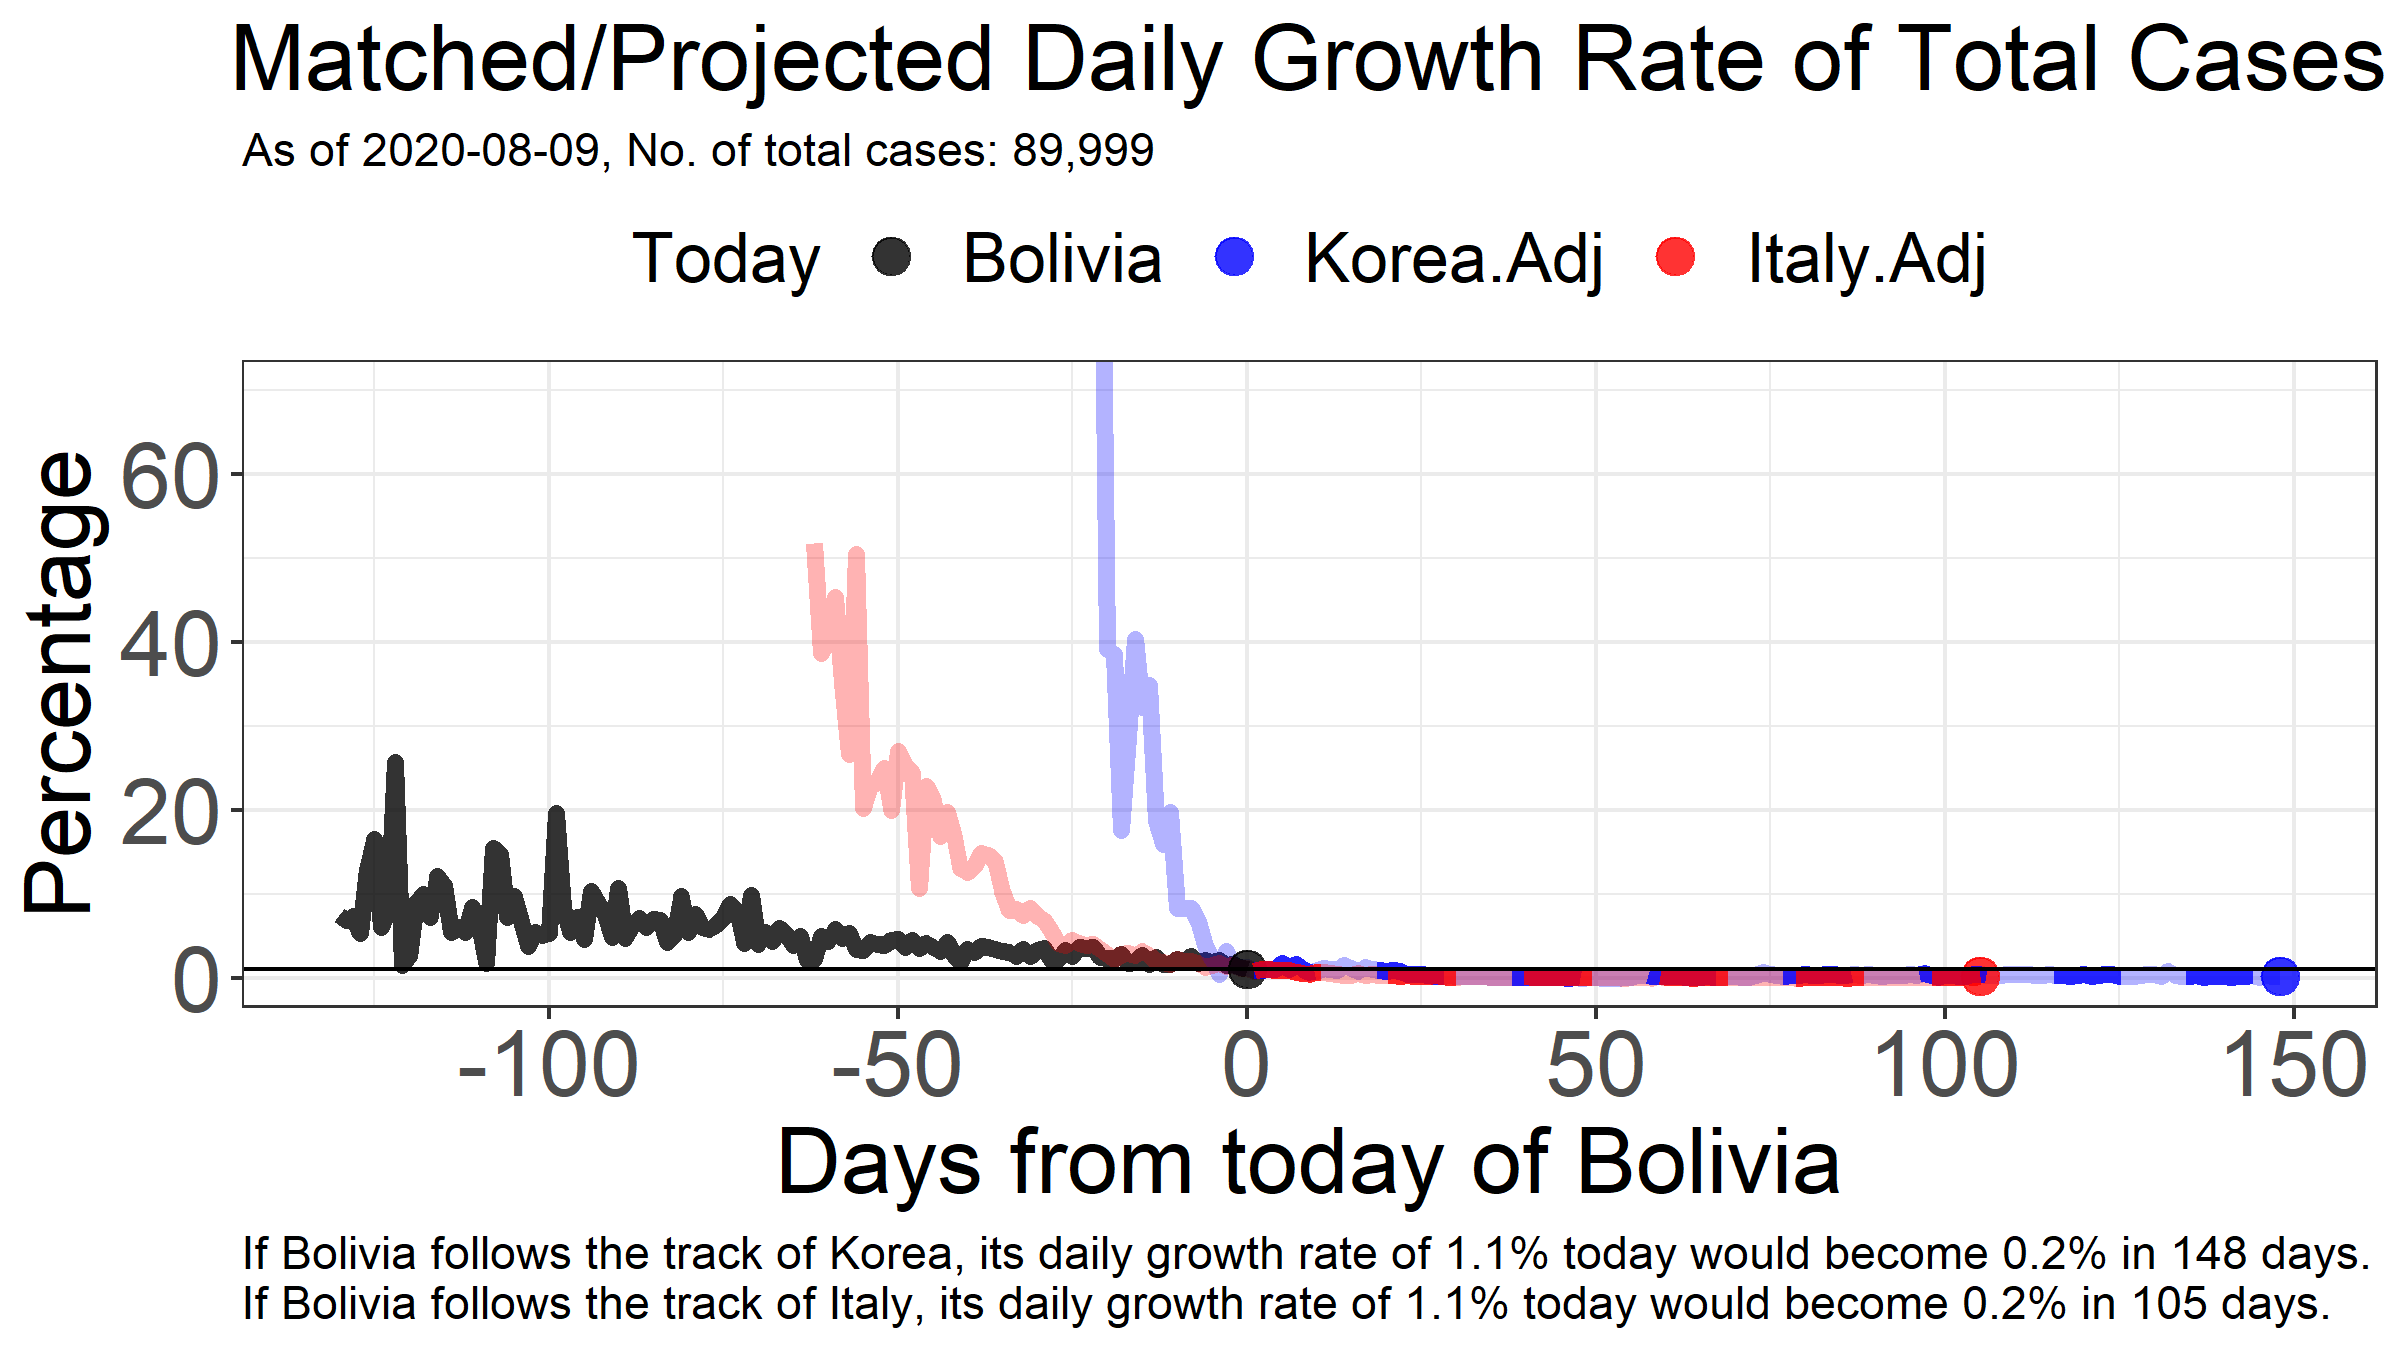 Matched/Projected Daily Growth Rate of Total Cases
As of 2020-08-09, No. of total cases: 89,999
Today Bolivia Korea.Adj Italy.Adj
Percentage
60
40
20
0
-100 -50 0 50 100 150
Days from today of Bolivia
If Bolivia follows the track of Korea, its daily growth rate of 1.1% today would become 0.2% in 148 days.
If Bolivia follows the track of Italy, its daily growth rate of 1.1% today would become 0.2% in 105 days.